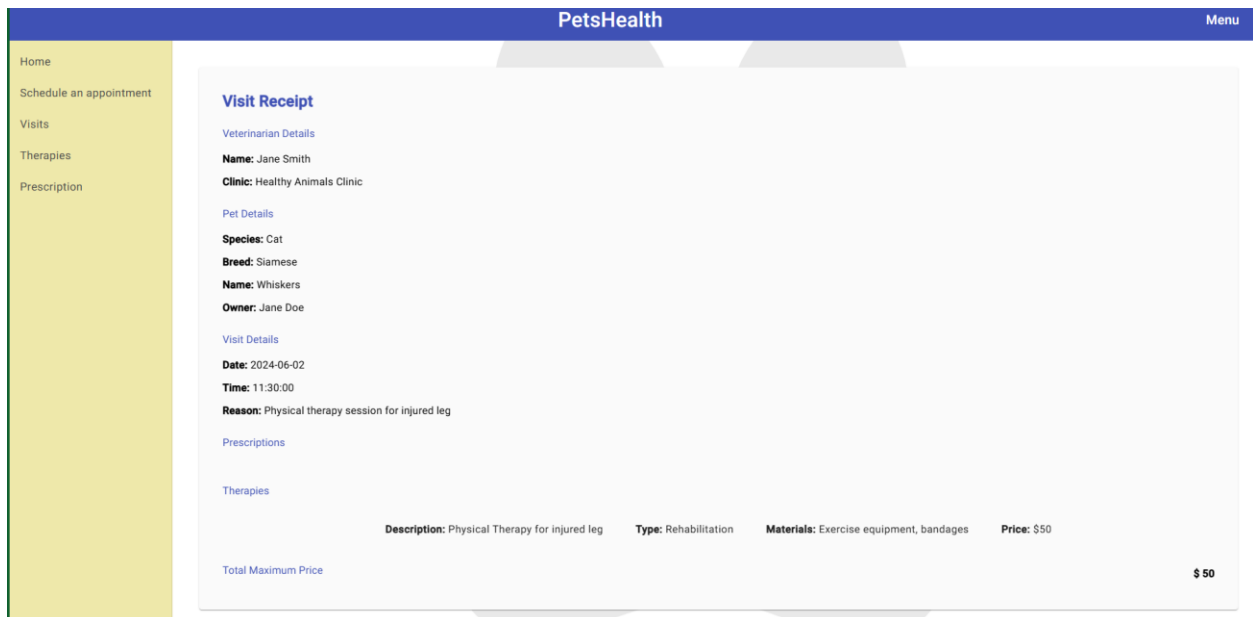 PetsHealth
Menu
Home
Schedule an appointment
Visits
Therapies
Prescription
Visit Receipt
Veterinarian Details
Name: Jane Smith
Clinic: Healthy Animals Clinic
Pet Details
Species: Cat
Breed: Siamese
Name: Whiskers
Owner: Jane Doe
Visit Details
Date: 2024-06-02
Time: 11:30:00
Reason: Physical therapy session for injured leg
Prescriptions
Therapies
Description: Physical Therapy for injured leg Type: Rehabilitation Materials: Exercise equipment, bandages Price: $50
Total Maximum Price $ 50